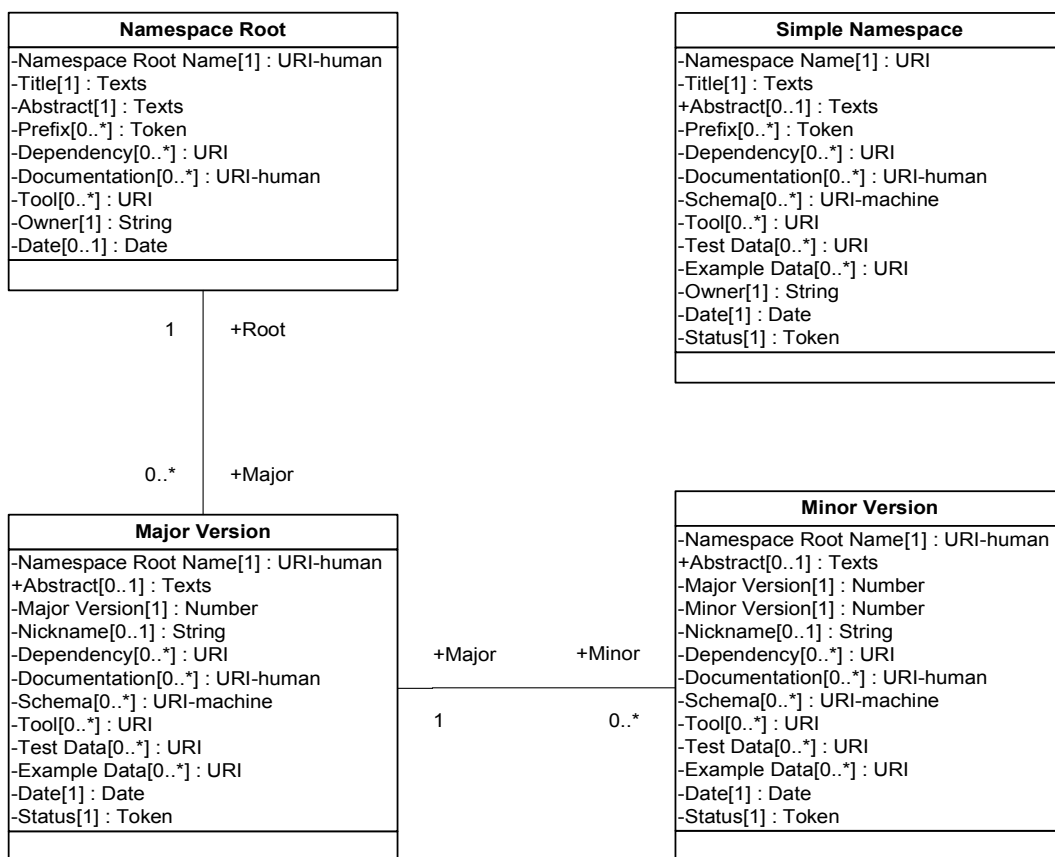 Namespace Root
-Namespace Root Name[1] : URI-human
-Title[1] : Texts
-Abstract[1] : Texts
-Prefix[0..*] : Token
-Dependency[0..*] : URI
-Documentation[0..*] : URI-human
-Tool[0..*] : URI
-Owner[1] : String
-Date[0..1] : Date
Simple Namespace
-Namespace Name[1] : URI
-Title[1] : Texts
+Abstract[0..1] : Texts
-Prefix[0..*] : Token
-Dependency[0..*] : URI
-Documentation[0..*] : URI-human
-Schema[0..*] : URI-machine
-Tool[0..*] : URI
-Test Data[0..*] : URI
-Example Data[0..*] : URI
-Owner[1] : String
-Date[1] : Date
-Status[1] : Token
1 +Root
0..* +Major
Major Version
-Namespace Root Name[1] : URI-human
+Abstract[0..1] : Texts
-Major Version[1] : Number
-Nickname[0..1] : String
-Dependency[0..*] : URI
-Documentation[0..*] : URI-human
-Schema[0..*] : URI-machine
-Tool[0..*] : URI
-Test Data[0..*] : URI
-Example Data[0..*] : URI
-Date[1] : Date
-Status[1] : Token
+Major +Minor
1 0..*
Minor Version
-Namespace Root Name[1] : URI-human
+Abstract[0..1] : Texts
-Major Version[1] : Number
-Minor Version[1] : Number
-Nickname[0..1] : String
-Dependency[0..*] : URI
-Documentation[0..*] : URI-human
-Schema[0..*] : URI-machine
-Tool[0..*] : URI
-Test Data[0..*] : URI
-Example Data[0..*] : URI
-Date[1] : Date
-Status[1] : Token